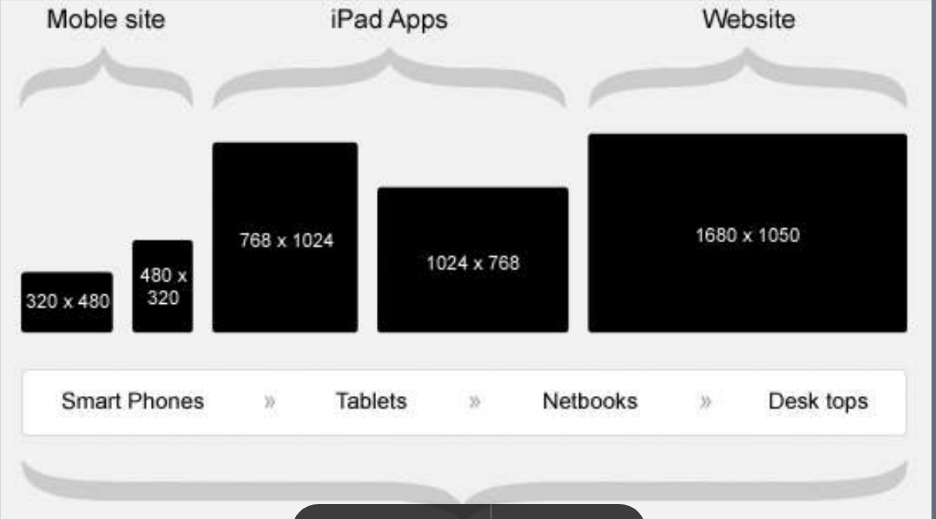 Moble site
iPad Apps
Website
320 x 480
480 x
320
768 x 1024
1024 x 768
1680 x 1050
Smart Phones » Tablets » Netbooks » Desk tops